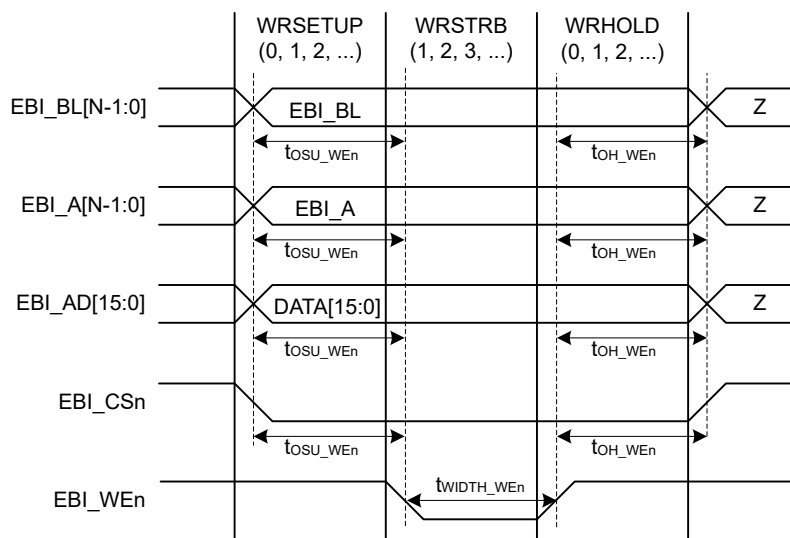 WRSETUP WRSTRB WRHOLD
(0, 1, 2, ...) (1, 2, 3, ...) (0, 1, 2, ...)
EBI_BL[N-1:0] EBI_BL Z
tOSU_WEn tOH_WEn
EBI_A[N-1:0] EBI_A Z
tOSU_WEn tOH_WEn
EBI_AD[15:0] DATA[15:0] Z
tOSU_WEn tOH_WEn
EBI_CSn
tOSU_WEn tOH_WEn
EBI_WEn tWIDTH_WEn